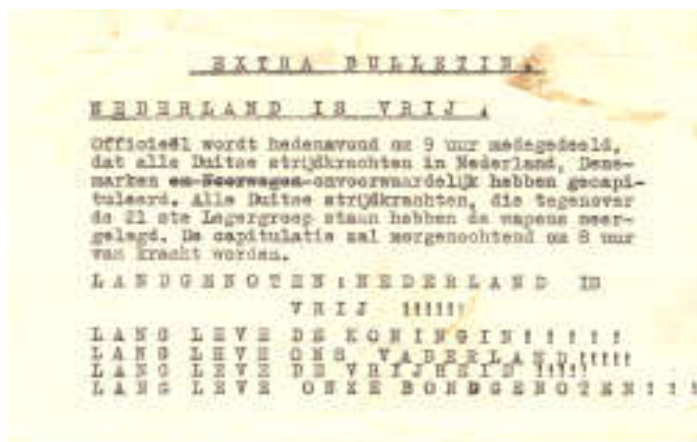 EXTRA BULLETIN.
NEDERLAND IS VRIJ.
Officieël wordt hedenavond om 9 uur medegedeeld,
dat alle Duitse strijdkrachten in Nederland, Dene-
marken en Noorwegen onvoorwaardelijk hebben gecapi-
tuleerd. Alle Duitse strijdkrachten, die tegenover
de 21 ste Legergroep staan hebben de wapens neer-
gelegd. De capitulatie zal morgenochtend om 8 uur
van kracht worden.
LANDGENOTEN:NEDERLAND IS
VRIJ !!!!!!
LANG LEVE DE KONINGIN!!!!!
LANG LEVE ONS VADERLAND!!!!!
LANG LEVE DE VRIJHEID !!!!!
LANG LEVE ONZE BONDGENOTEN!!!